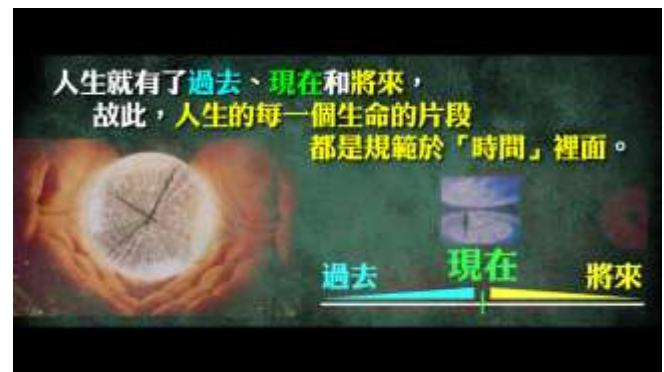 人生就有了過去、現在和將來，
故此，人生的每一個生命的片段
都是規範於「時間」裡面。
過去 現在 將來